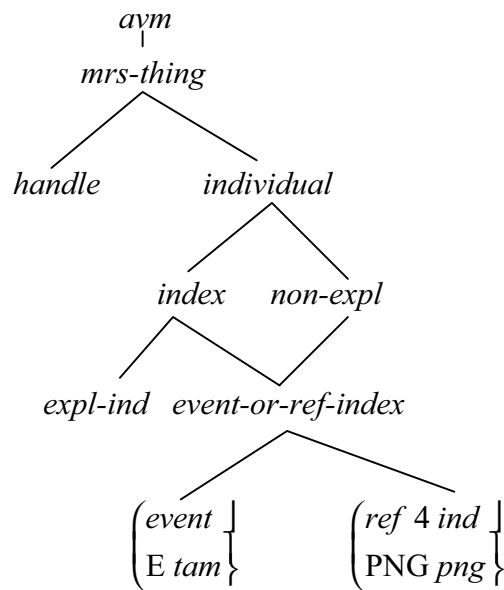 avm
mrs-thing
handle individual
index non-expl
expl-ind event-or-ref-index
event ref 4 ind
E tam PNG png